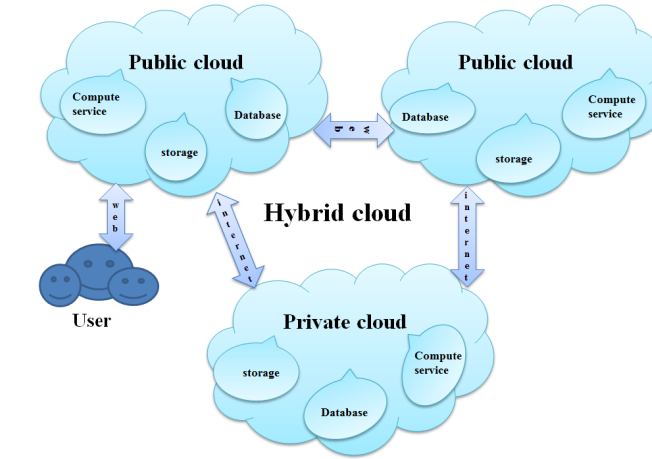 Public cloud
Compute
service
Database
storage
Public cloud
Compute
service
Database
storage
web
web
internet
internet
Hybrid cloud
User
Private cloud
Compute
service
storage
Database